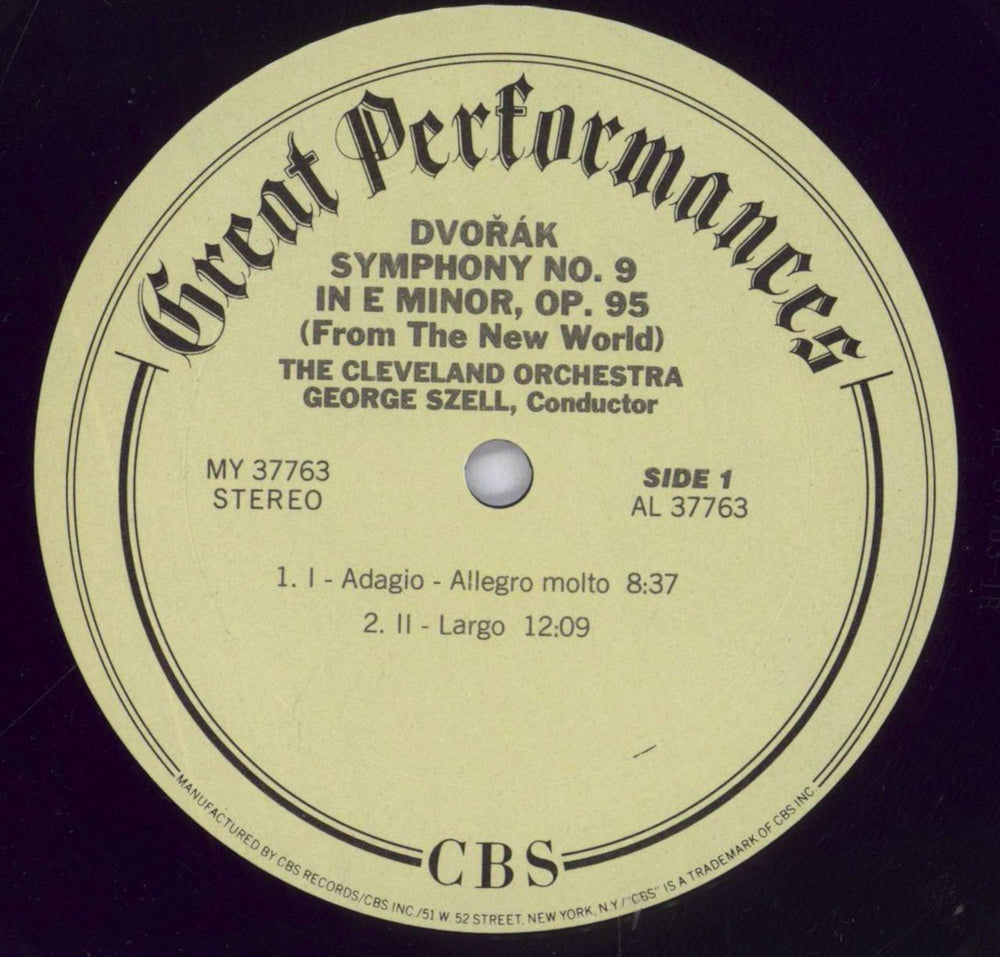 Great Performances
DVOŘÁK
SYMPHONY NO. 9
IN E MINOR, OP. 95
(From The New World)
THE CLEVELAND ORCHESTRA
GEORGE SZELL, Conductor
MY 37763
STEREO
SIDE 1
AL 37763
1. I - Adagio - Allegro molto 8:37
2. II - Largo 12:09
CBS
MANUFACTURED BY CBS RECORDS/CBS INC./51 W. 52 STREET, NEW YORK, N.Y./"CBS" IS A TRADEMARK OF CBS INC.